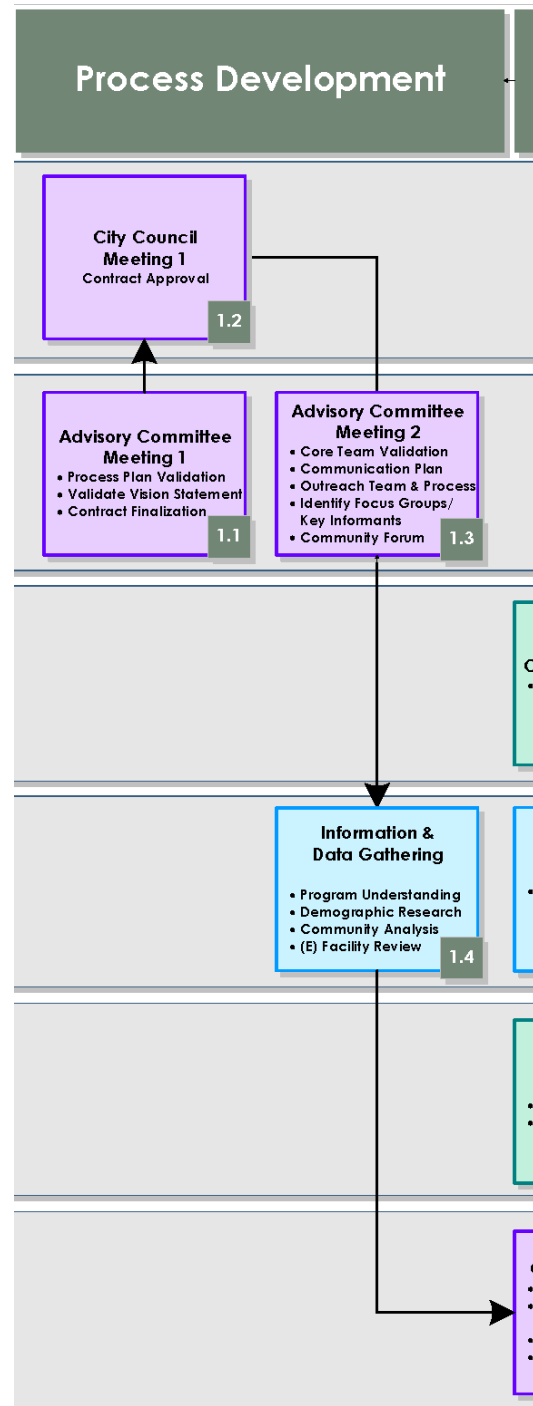 Process Development
City Council
Meeting 1
Contract Approval
1.2
Advisory Committee
Meeting 1
• Process Plan Validation
• Validate Vision Statement
• Contract Finalization
1.1
Advisory Committee
Meeting 2
• Core Team Validation
• Communication Plan
• Outreach Team & Process
• Identify Focus Groups/
Key Informants
• Community Forum
1.3
Information &
Data Gathering
• Program Understanding
• Demographic Research
• Community Analysis
• (E) Facility Review
1.4